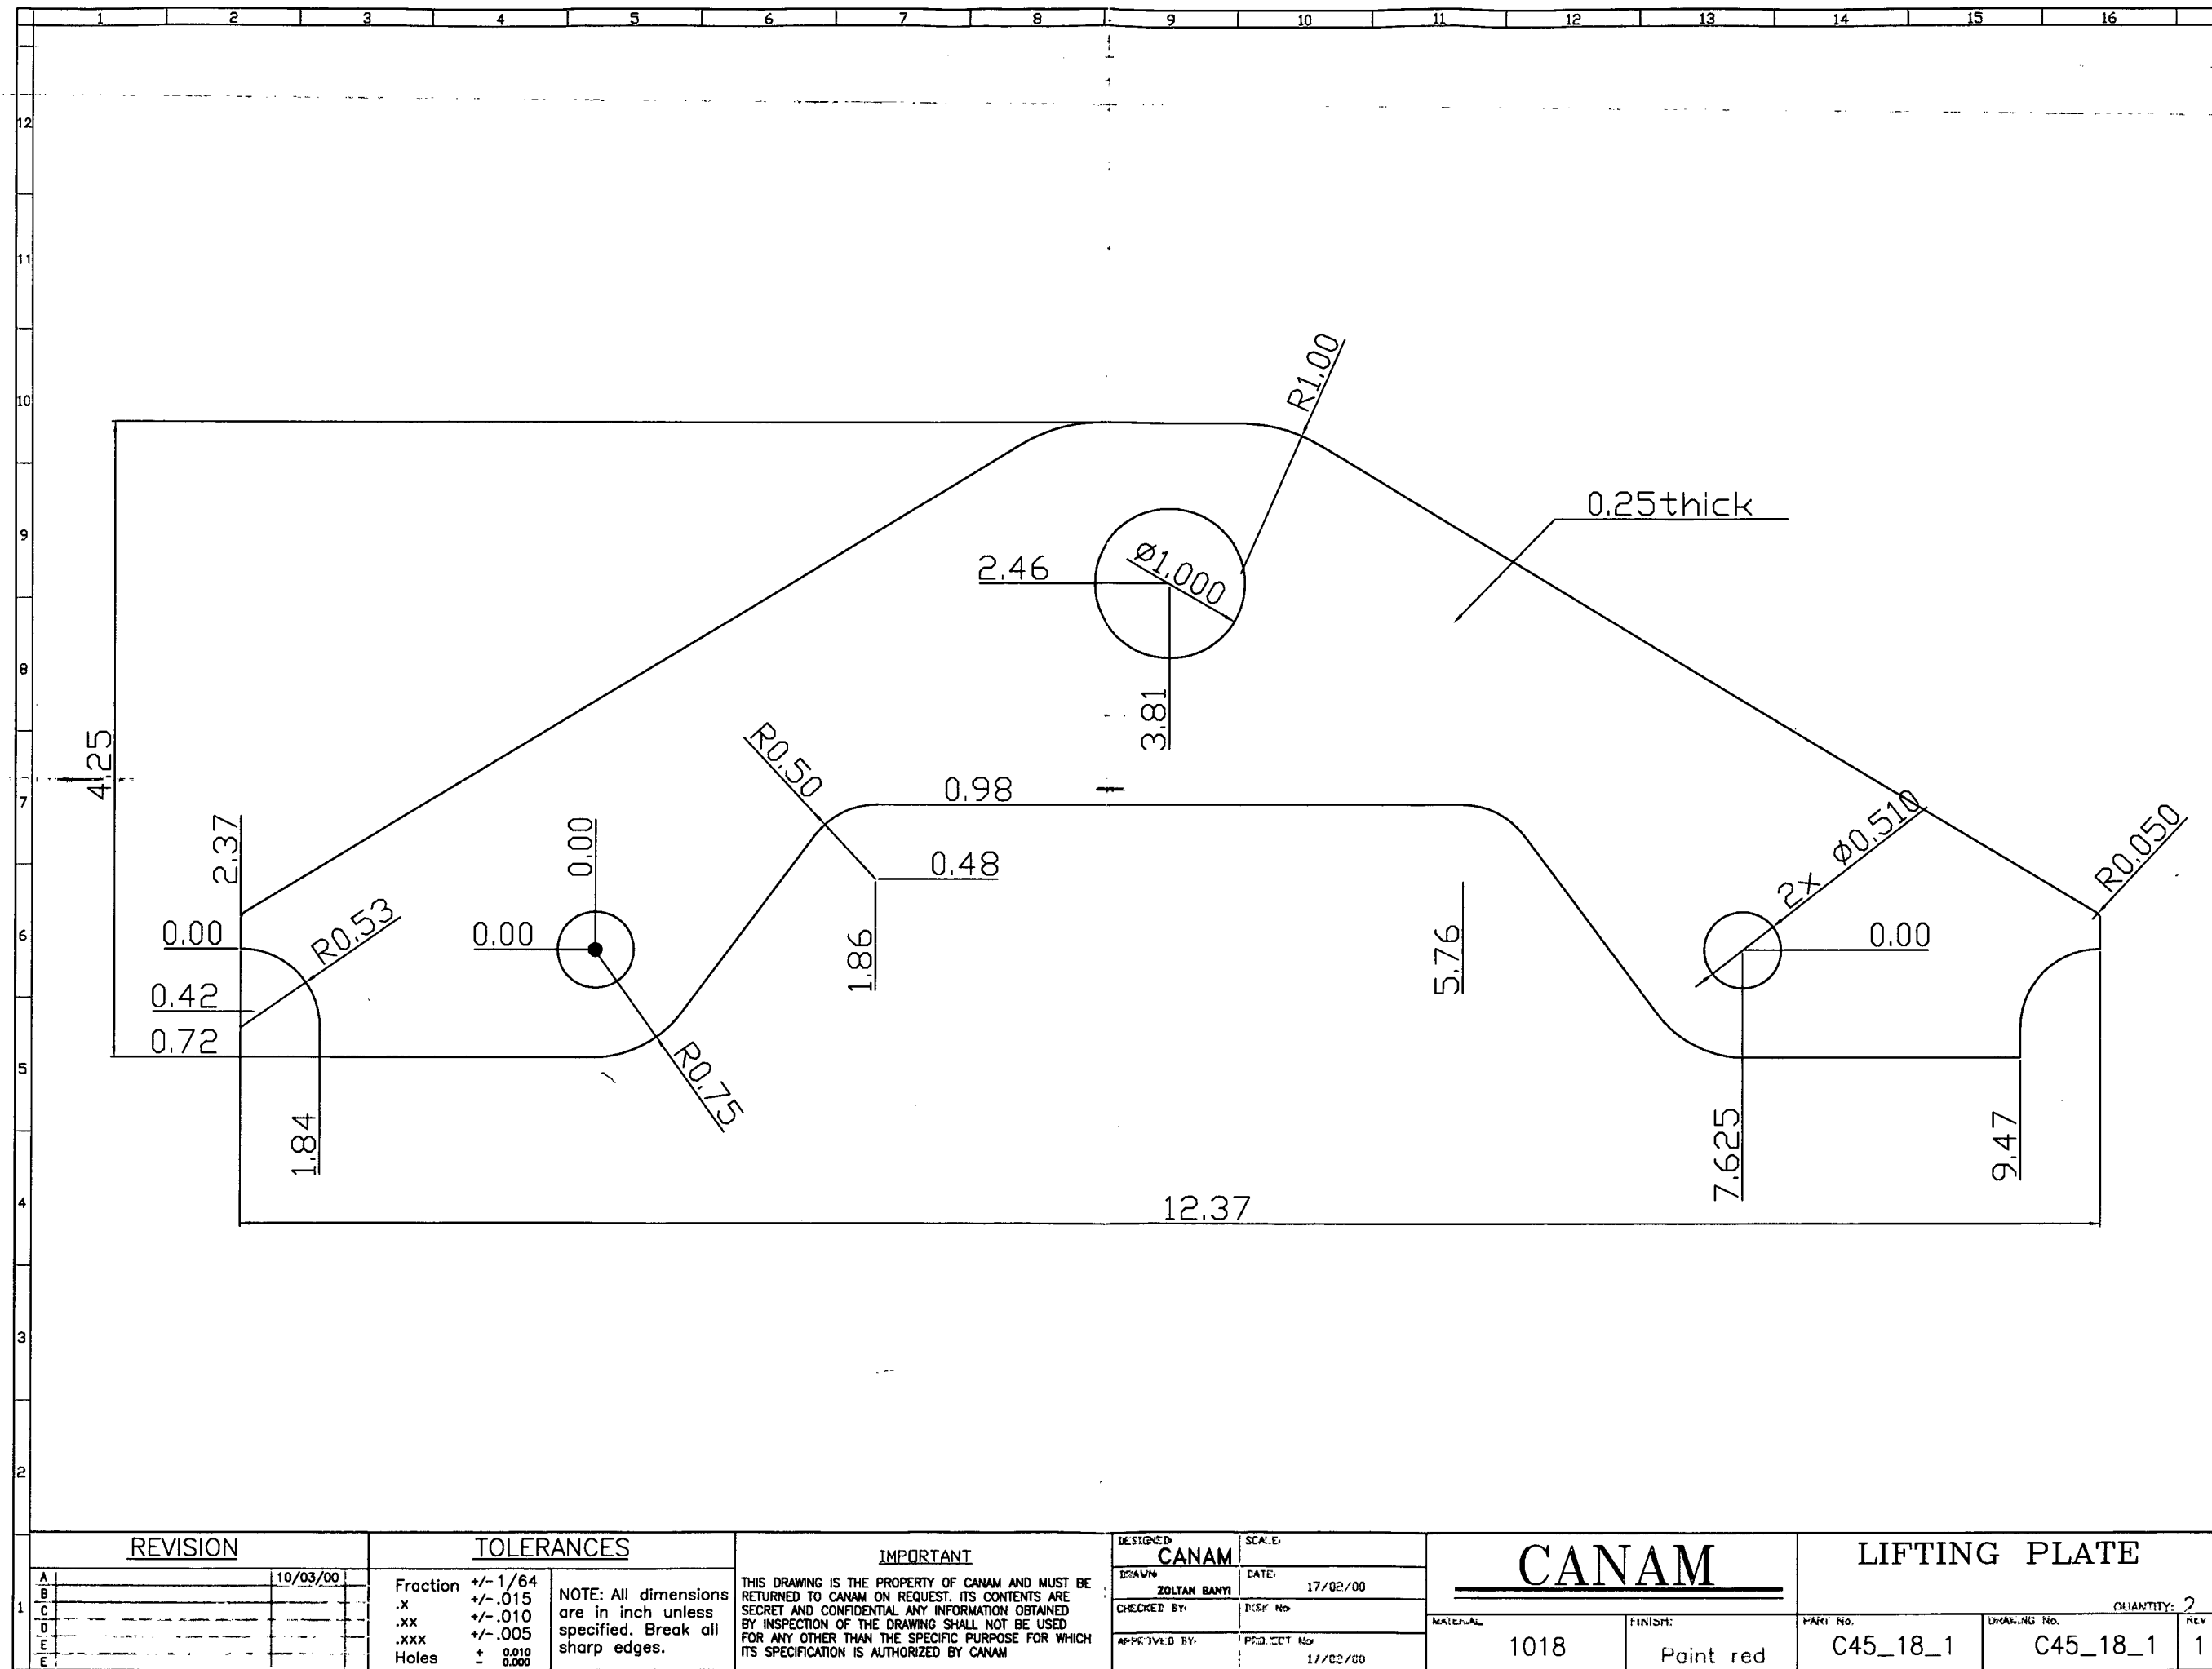 1 2 3 4 5 6 7 8 9 10 11 12 13 14 15 16
12
11
10
9
8
7
6
5
4
3
2
1
R1.00
0.25thick
2.46
Ø1.000
3.81
4.25
R0.50
0.98
2.37
0.00
0.48
2x Ø0.510
R0.050
0.00
R0.53
0.00
1.86
5.76
0.00
0.42
0.72
R0.75
1.84
7.625
9.47
12.37
REVISION
A 10/03/00
B
C
D
E
E
TOLERANCES
Fraction +/-1/64
.X +/-.015
.XX +/-.010
.XXX +/-.005
Holes + 0.010
- 0.000
NOTE: All dimensions
are in inch unless
specified. Break all
sharp edges.
IMPORTANT
THIS DRAWING IS THE PROPERTY OF CANAM AND MUST BE
RETURNED TO CANAM ON REQUEST. ITS CONTENTS ARE
SECRET AND CONFIDENTIAL ANY INFORMATION OBTAINED
BY INSPECTION OF THE DRAWING SHALL NOT BE USED
FOR ANY OTHER THAN THE SPECIFIC PURPOSE FOR WHICH
ITS SPECIFICATION IS AUTHORIZED BY CANAM
DESIGNED:
CANAM
SCALE:
DRAWN:
ZOLTAN BANYI
DATE:
17/02/00
CHECKED BY:
DISK No:
APPROVED BY:
PROJECT No:
17/02/00
CANAM
MATERIAL
1018
FINISH:
Paint red
LIFTING PLATE
QUANTITY: 2
PART No.
C45_18_1
DRAWING No.
C45_18_1
REV
1